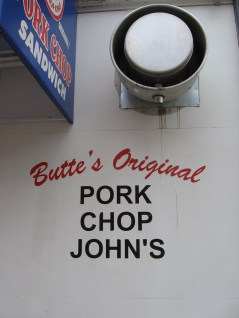 PORK CHOP
SANDWICH
Butte's Original
PORK
CHOP
JOHN'S